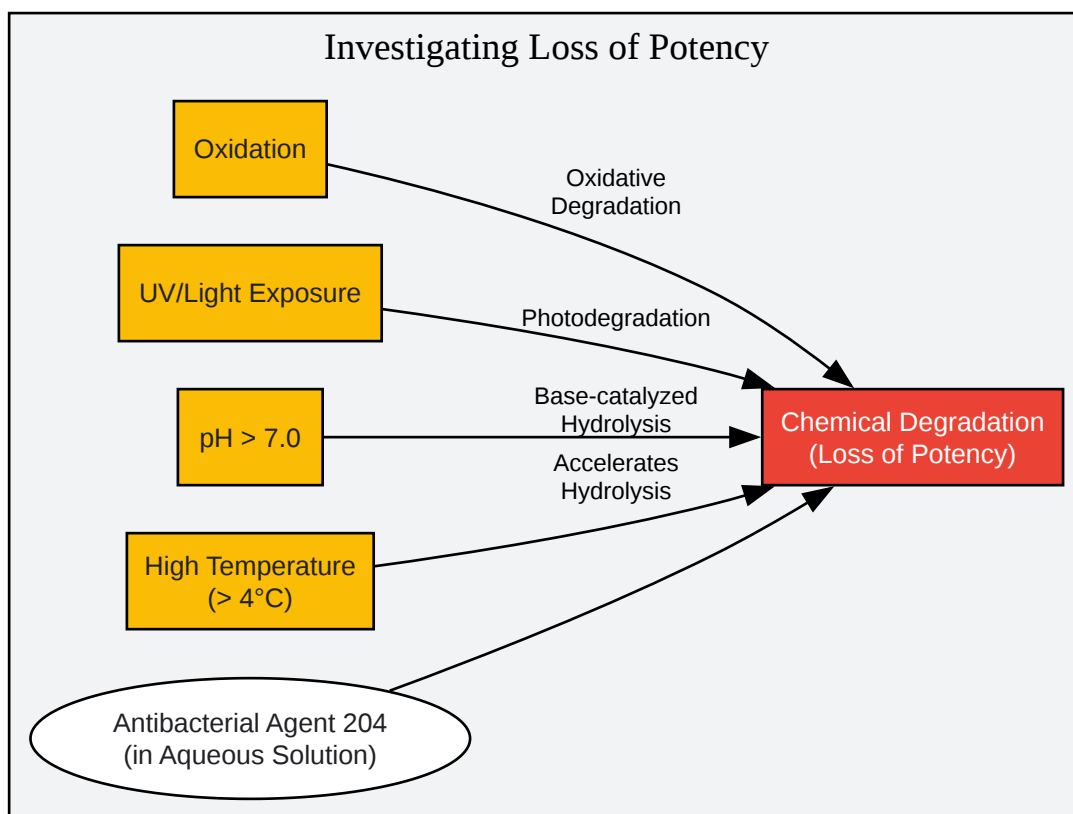 Investigating Loss of Potency
Oxidation
Oxidative
Degradation
UV/Light Exposure
Photodegradation
pH > 7.0
Base-catalyzed
Hydrolysis
Chemical Degradation
(Loss of Potency)
Accelerates
Hydrolysis
High Temperature
(> 4°C)
Antibacterial Agent 204
(in Aqueous Solution)